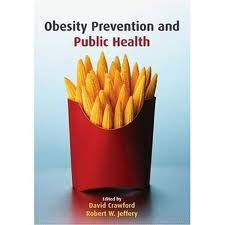 Obesity Prevention and
Public Health
Edited by
David Crawford
Robert W. Jeffery